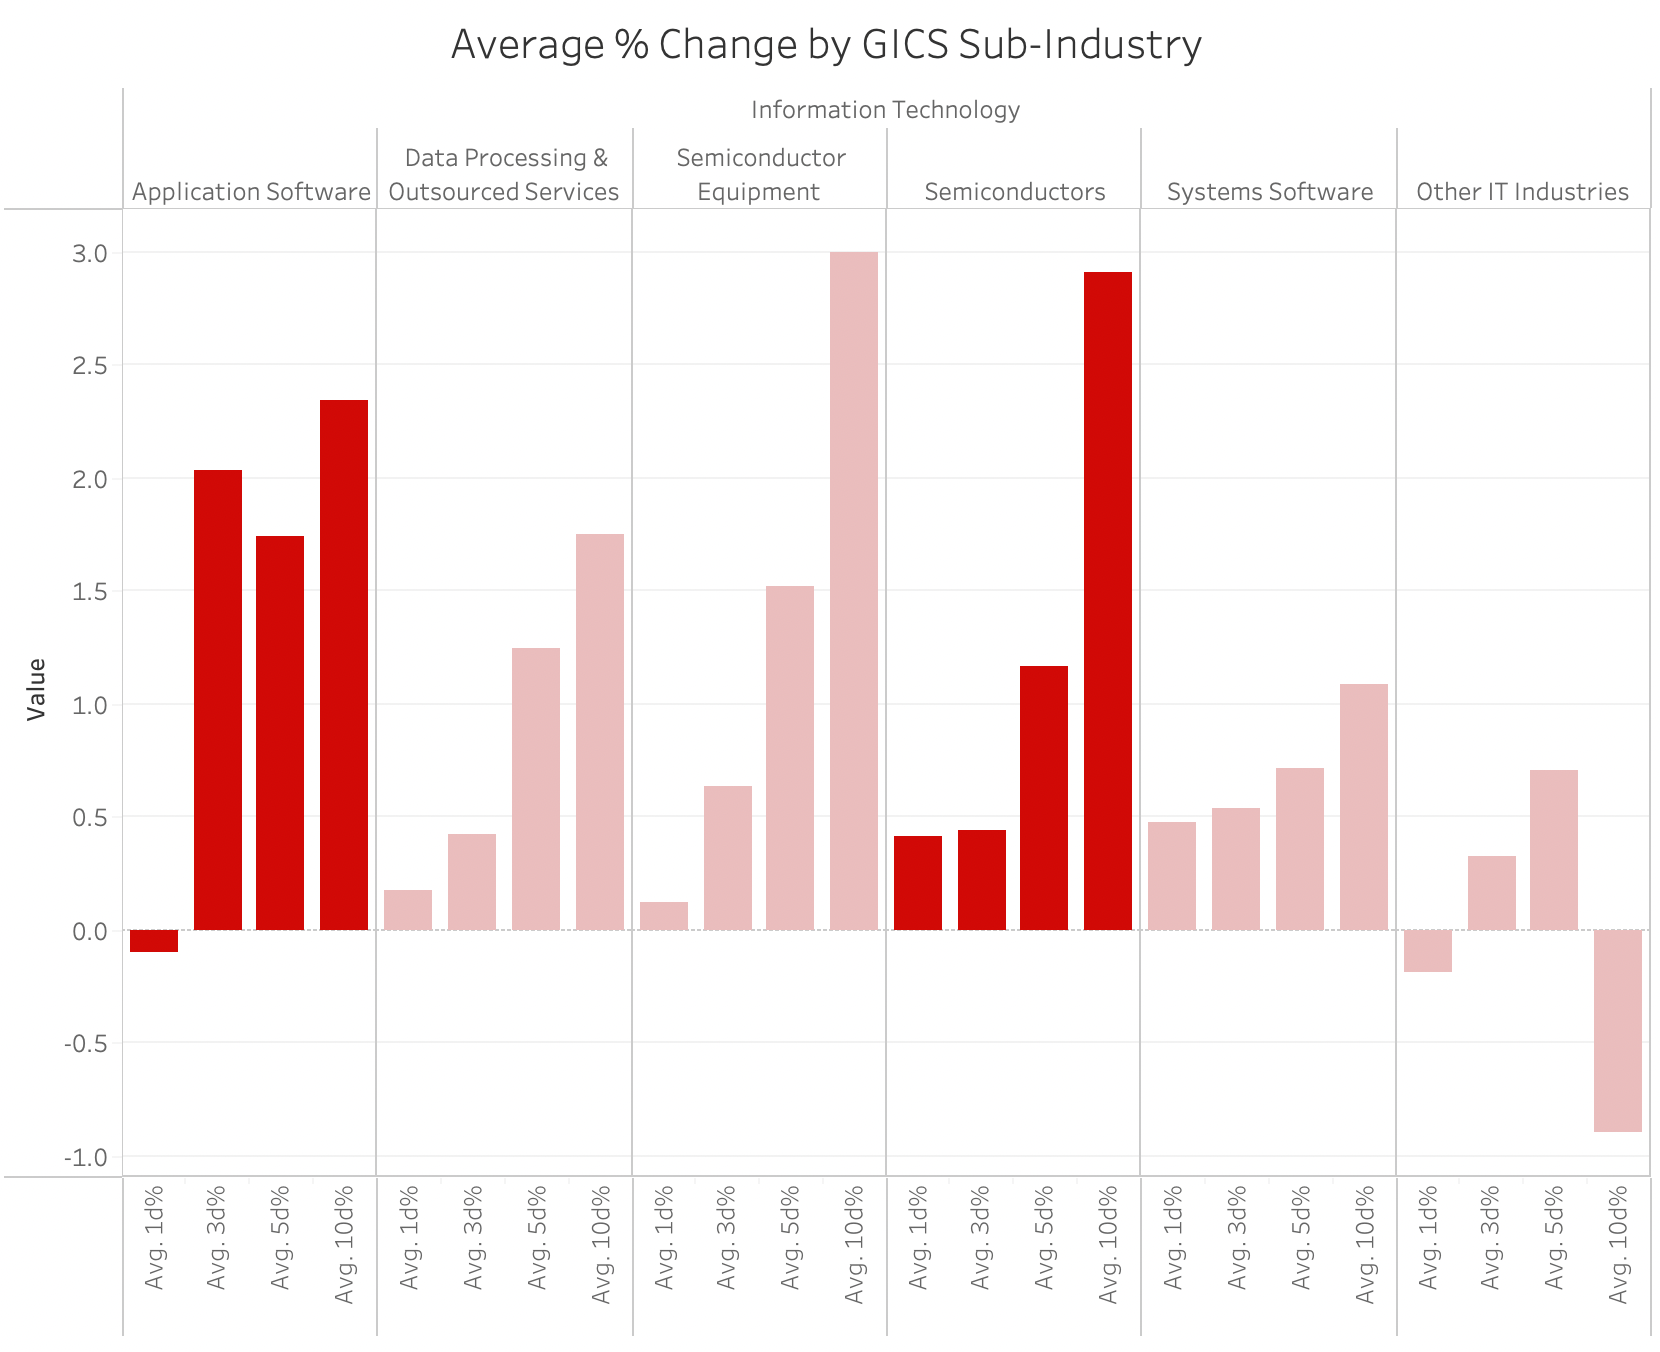 Average % Change by GICS Sub-Industry
Information Technology
Application Software
Data Processing &
Outsourced Services
Semiconductor
Equipment
Semiconductors
Systems Software
Other IT Industries
Value
3.0
2.5
2.0
1.5
1.0
0.5
0.0
-0.5
-1.0
Avg. 1d%
Avg. 3d%
Avg. 5d%
Avg. 10d%
Avg. 1d%
Avg. 3d%
Avg. 5d%
Avg. 10d%
Avg. 1d%
Avg. 3d%
Avg. 5d%
Avg. 10d%
Avg. 1d%
Avg. 3d%
Avg. 5d%
Avg. 10d%
Avg. 1d%
Avg. 3d%
Avg. 5d%
Avg. 10d%
Avg. 1d%
Avg. 3d%
Avg. 5d%
Avg. 10d%